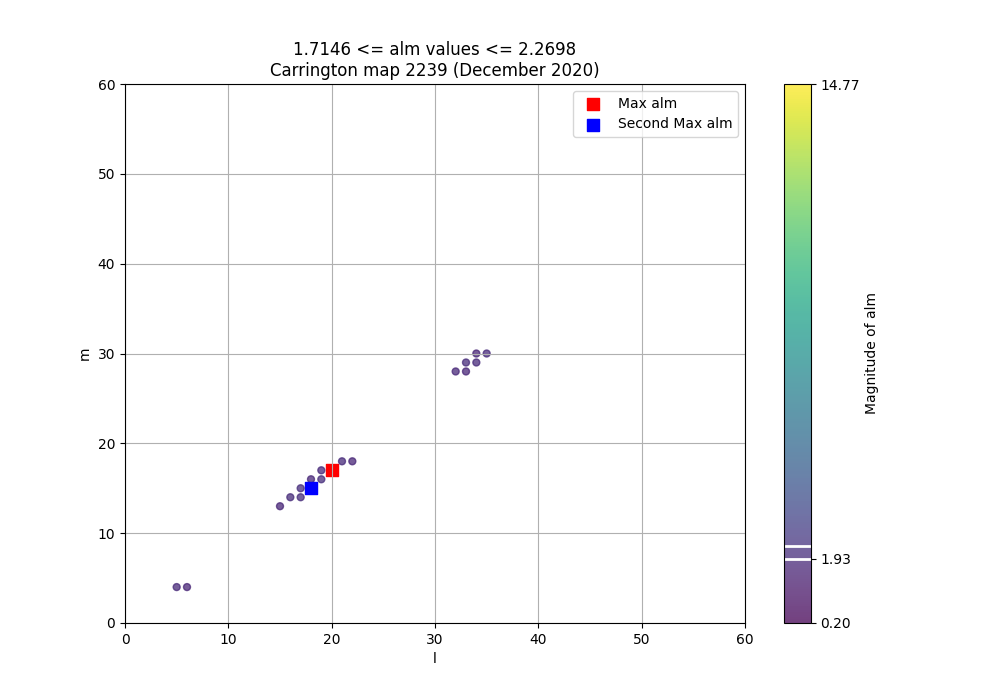 1.7146 <= alm values <= 2.2698
Carrington map 2239 (December 2020)
60
50
40
30
20
10
0
m
0 10 20 30 40 50 60
l
Max alm
Second Max alm
14.77
1.93
0.20
Magnitude of alm